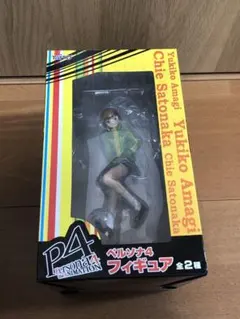 Yukiko Amagi
Chie Satonaka
Yukiko Amagi
Chie Satonaka
P4
Persona4
the ANIMATION
ペルソナ4
フィギュア
全2種